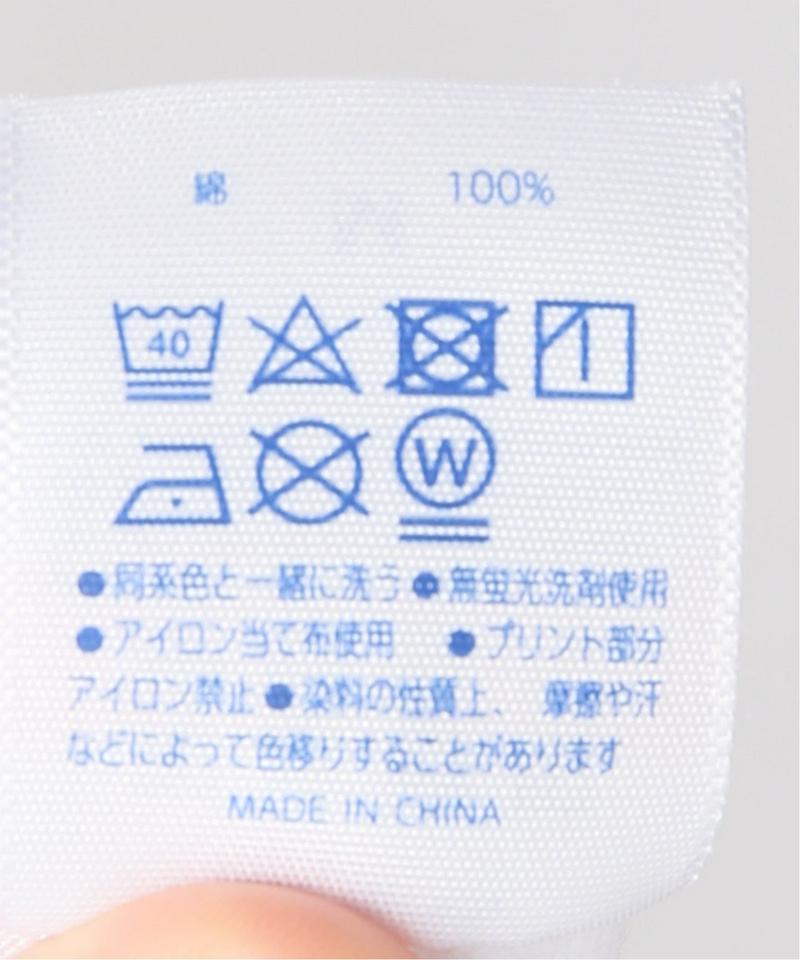 綿 100%
40
W
●同系色と一緒に洗う ●無蛍光洗剤使用
●アイロン当て布使用 ●プリント部分
アイロン禁止 ●染料の性質上、 摩擦や汗
などによって色移りすることがあります
MADE IN CHINA